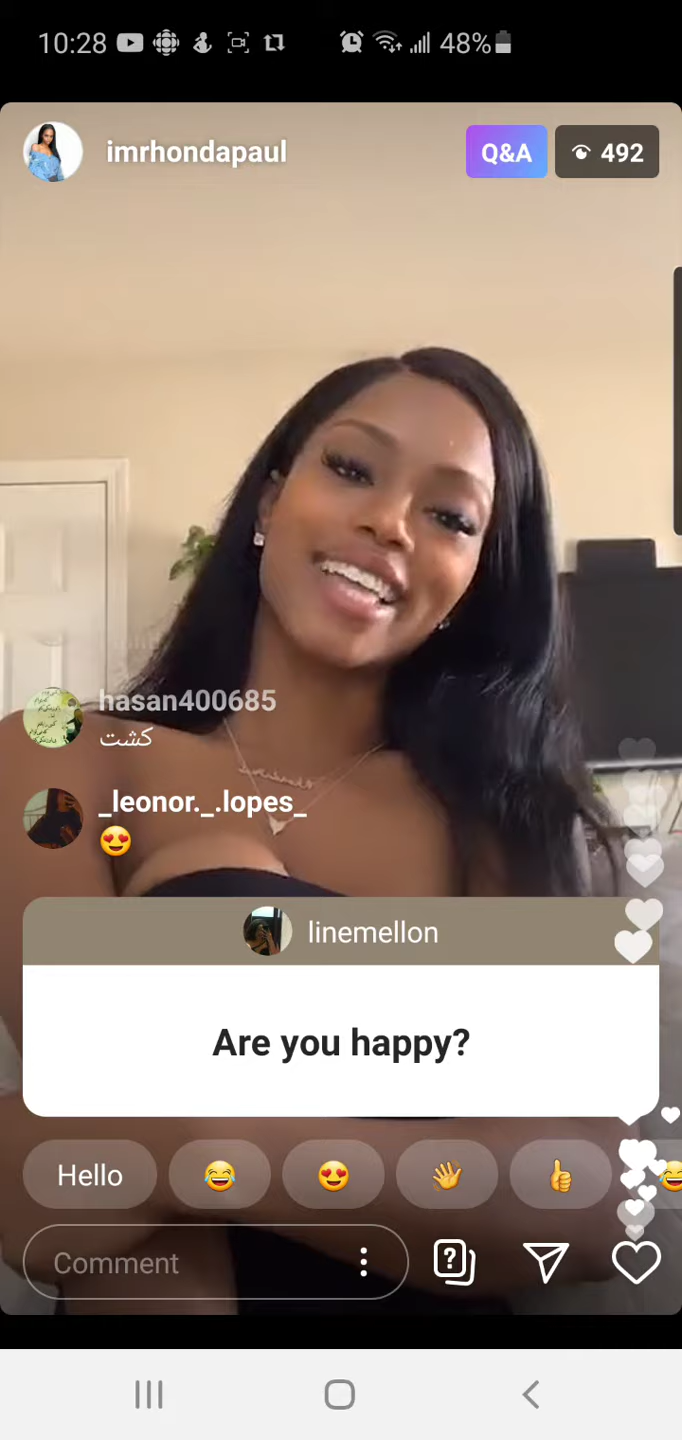 10:28
48%
imrhondapaul
Q&A
492
hasan400685
کشت
_leonor._.lopes_
😍
linemellon
Are you happy?
Hello 😂 😍 👋 👍 😂
Comment